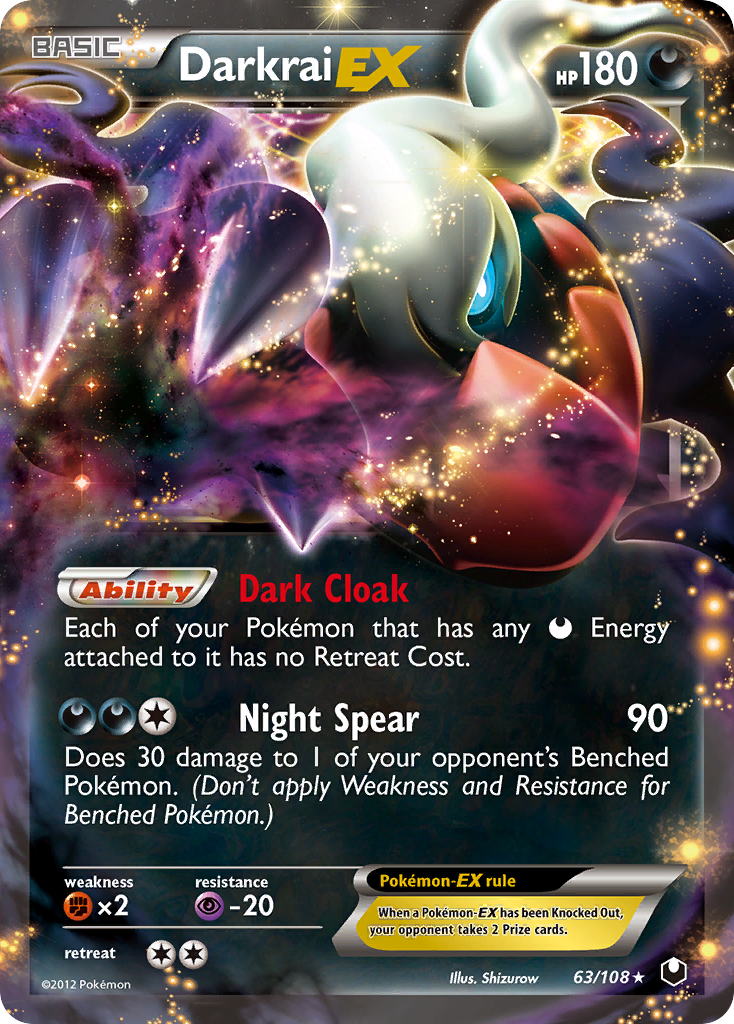 BASIC
Darkrai EX
HP180
Ability Dark Cloak
Each of your Pokémon that has any Energy
attached to it has no Retreat Cost.
Night Spear 90
Does 30 damage to 1 of your opponent's Benched
Pokémon. (Don't apply Weakness and Resistance for
Benched Pokémon.)
weakness resistance
×2 -20
retreat
Pokémon-EX rule
When a Pokémon-EX has been Knocked Out,
your opponent takes 2 Prize cards.
©2012 Pokémon
Illus. Shizurow 63/108 ★